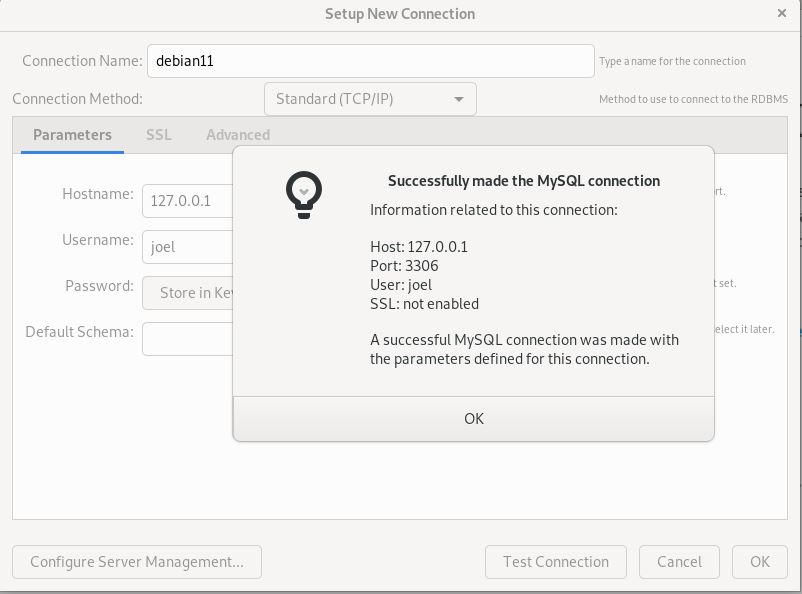 Setup New Connection
Connection Name: debian11 Type a name for the connection
Connection Method: Standard (TCP/IP) Method to use to connect to the RDBMS
Parameters SSL Advanced
Hostname: 127.0.0.1
Username: joel
Password: Store in
Default Schema:
Successfully made the MySQL connection
Information related to this connection:
Host: 127.0.0.1
Port: 3306
User: joel
SSL: not enabled
A successful MySQL connection was made with
the parameters defined for this connection.
OK
set.
elect it later.
Configure Server Management... Test Connection Cancel OK